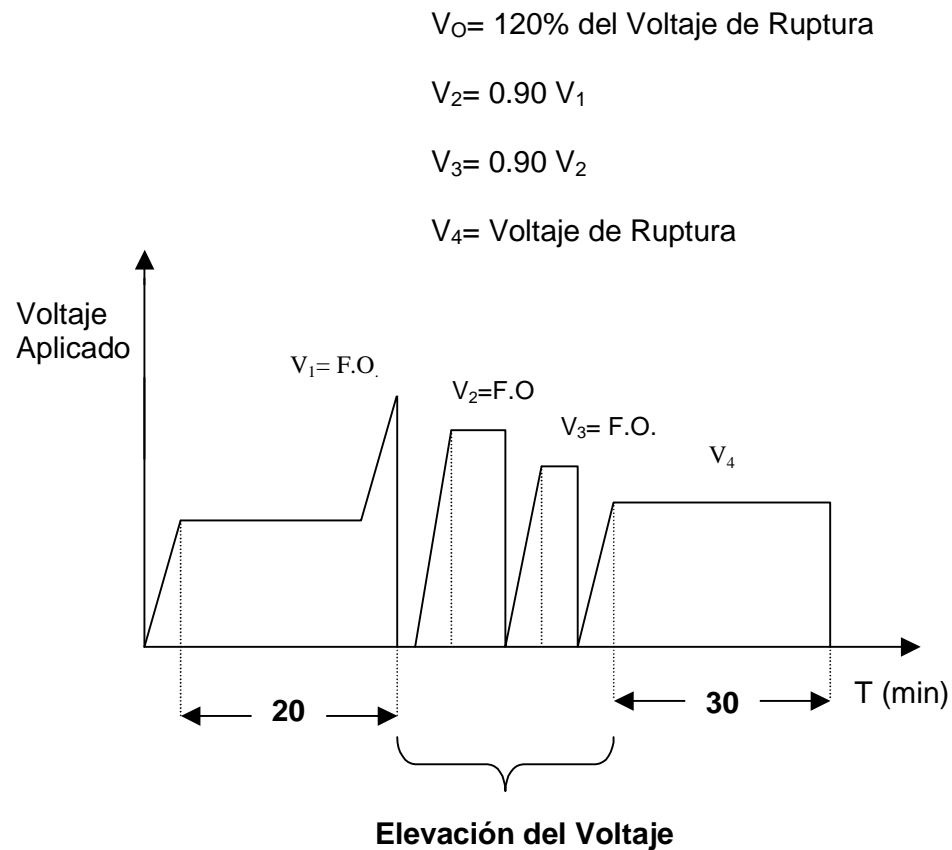 V₀= 120% del Voltaje de Ruptura
V₂= 0.90 V₁
V₃= 0.90 V₂
V₄= Voltaje de Ruptura
Voltaje
Aplicado
V₁= F.O.
V₂=F.O
V₃= F.O.
V₄
20
30
T (min)
Elevación del Voltaje